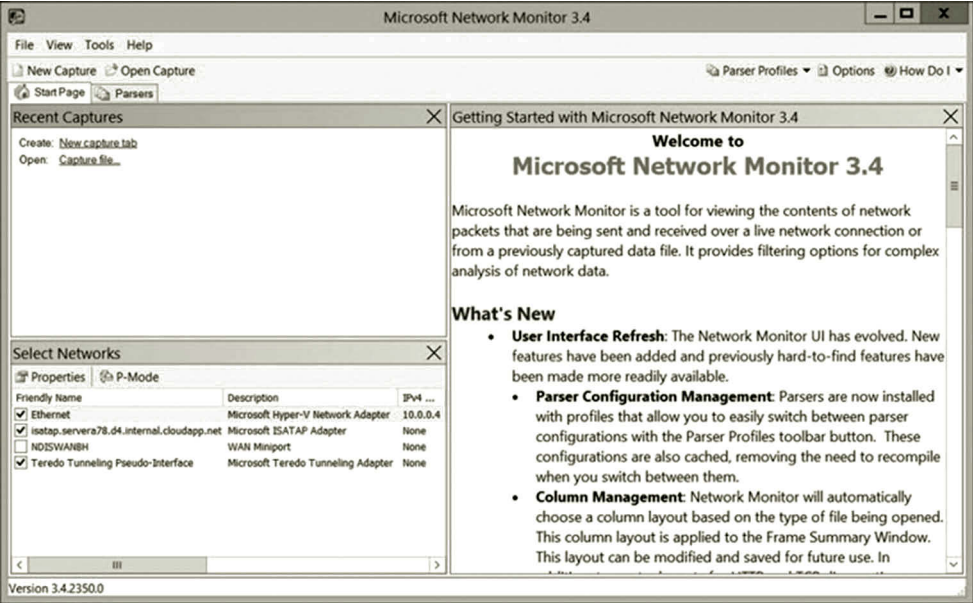 Microsoft Network Monitor 3.4
File View Tools Help
New Capture Open Capture
Parser Profiles Options How Do I
Start Page Parsers
Recent Captures
Create: New capture tab
Open: Capture file...
Select Networks
Properties P-Mode
Friendly Name Description IPv4 ...
Ethernet Microsoft Hyper-V Network Adapter 10.0.0.4
isatap.servera78.d4.internal.cloudapp.net Microsoft ISATAP Adapter None
NDISWANBH WAN Miniport None
Teredo Tunneling Pseudo-Interface Microsoft Teredo Tunneling Adapter None
Getting Started with Microsoft Network Monitor 3.4
Welcome to
Microsoft Network Monitor 3.4
Microsoft Network Monitor is a tool for viewing the contents of network
packets that are being sent and received over a live network connection or
from a previously captured data file. It provides filtering options for complex
analysis of network data.
What's New
• User Interface Refresh: The Network Monitor UI has evolved. New
features have been added and previously hard-to-find features have
been made more readily available.
• Parser Configuration Management: Parsers are now installed
with profiles that allow you to easily switch between parser
configurations with the Parser Profiles toolbar button. These
configurations are also cached, removing the need to recompile
when you switch between them.
• Column Management: Network Monitor will automatically
choose a column layout based on the type of file being opened.
This column layout is applied to the Frame Summary Window.
This layout can be modified and saved for future use. In
Version 3.4.2350.0